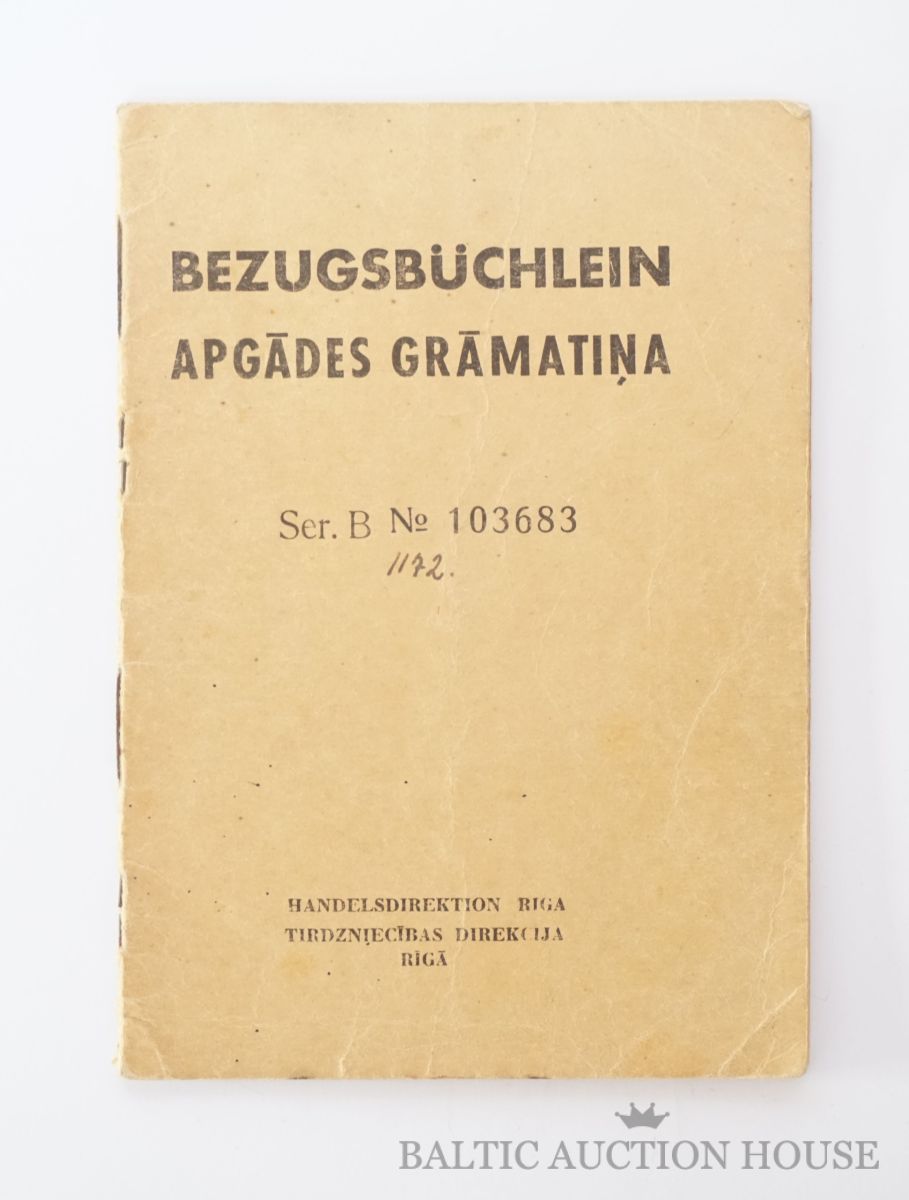 BEZUGSBÜCHLEIN
APGĀDES GRĀMATIŅA
Ser. B № 103683
1172.
HANDELSDIREKTION RIGA
TIRDZNIECĪBAS DIREKCIJA
RĪGĀ
BALTIC AUCTION HOUSE